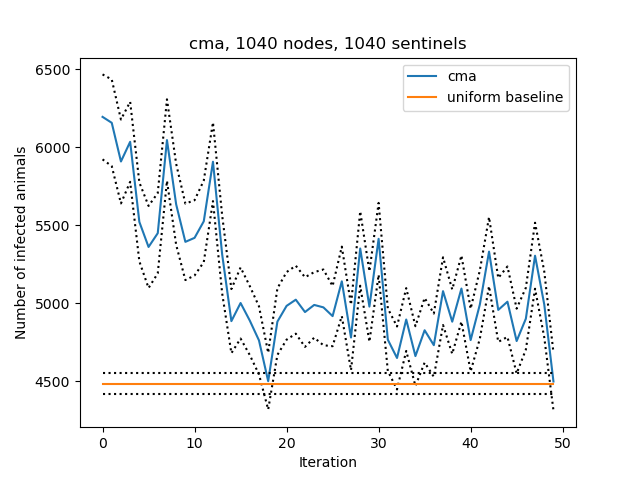 cma, 1040 nodes, 1040 sentinels
cma
uniform baseline
Number of infected animals
6500
6000
5500
5000
4500
0 10 20 30 40 50
Iteration